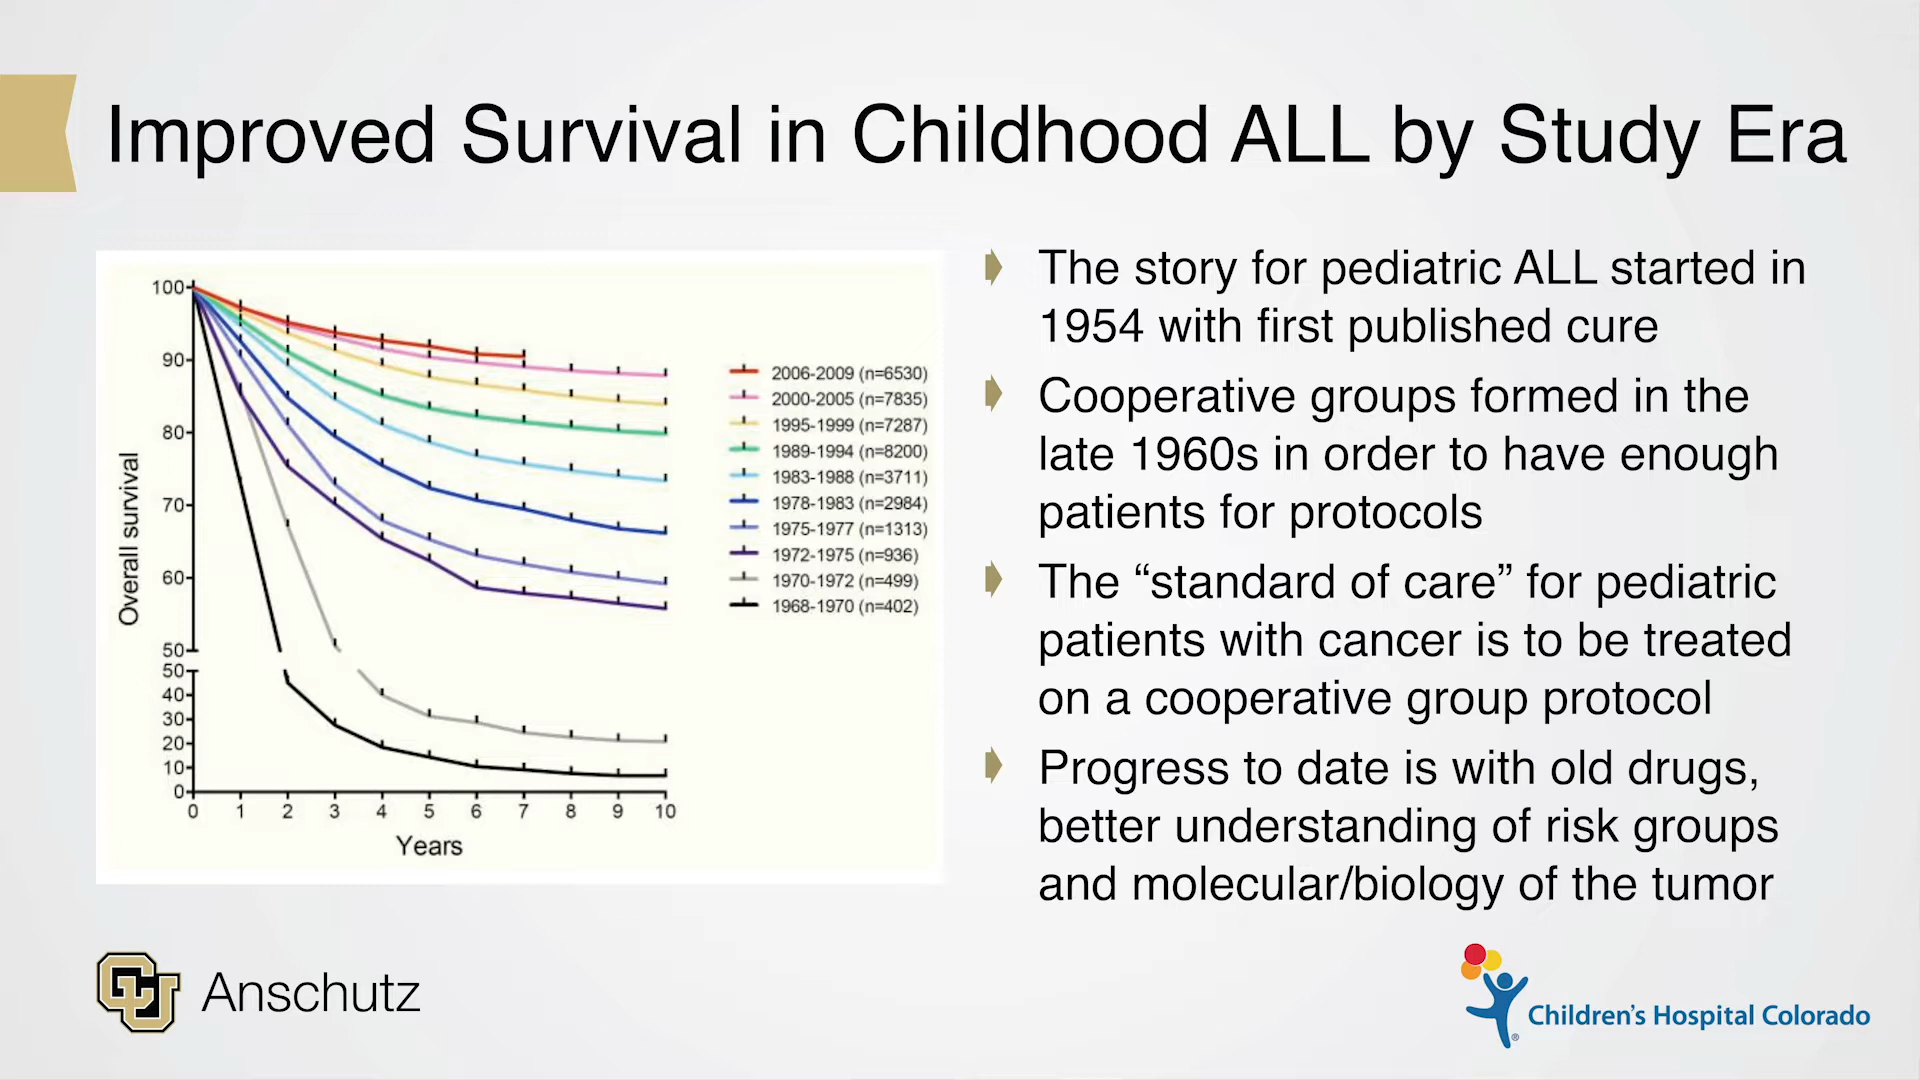 Improved Survival in Childhood ALL by Study Era
100
90
80
70
60
50
50
40
30
20
10
0
0 1 2 3 4 5 6 7 8 9 10
Overall survival
Years
2006-2009 (n=6530)
2000-2005 (n=7835)
1995-1999 (n=7287)
1989-1994 (n=8200)
1983-1988 (n=3711)
1978-1983 (n=2984)
1975-1977 (n=1313)
1972-1975 (n=936)
1970-1972 (n=499)
1968-1970 (n=402)
The story for pediatric ALL started in
1954 with first published cure
Cooperative groups formed in the
late 1960s in order to have enough
patients for protocols
The “standard of care” for pediatric
patients with cancer is to be treated
on a cooperative group protocol
Progress to date is with old drugs,
better understanding of risk groups
and molecular/biology of the tumor
CU Anschutz
Children's Hospital Colorado
®